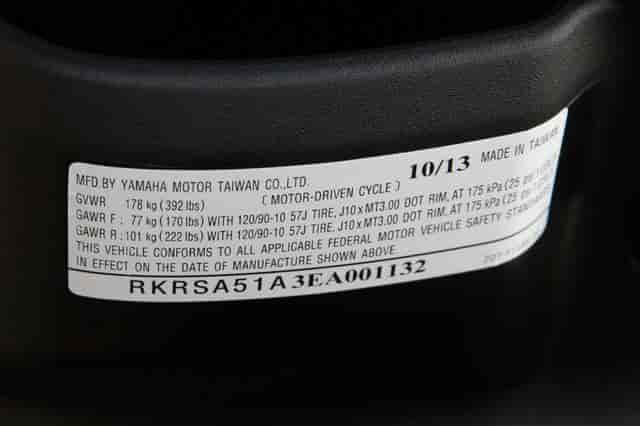 MFD.BY YAMAHA MOTOR TAIWAN CO.,LTD. 10/13 MADE IN TAIWAN
GVWR 178 kg (392 lbs) (MOTOR-DRIVEN CYCLE)
GAWR F: 77 kg (170 lbs) WITH 120/90-10 57J TIRE, J10 x MT3.00 DOT RIM, AT 175 kPa (25
GAWR R: 101 kg (222 lbs) WITH 120/90-10 57J TIRE, J10 x MT3.00 DOT RIM, AT 175 kPa (25
THIS VEHICLE CONFORMS TO ALL APPLICABLE FEDERAL MOTOR VEHICLE SAFETY STANDARDS
IN EFFECT ON THE DATE OF MANUFACTURE SHOWN ABOVE.
RKRSA51A3EA001132